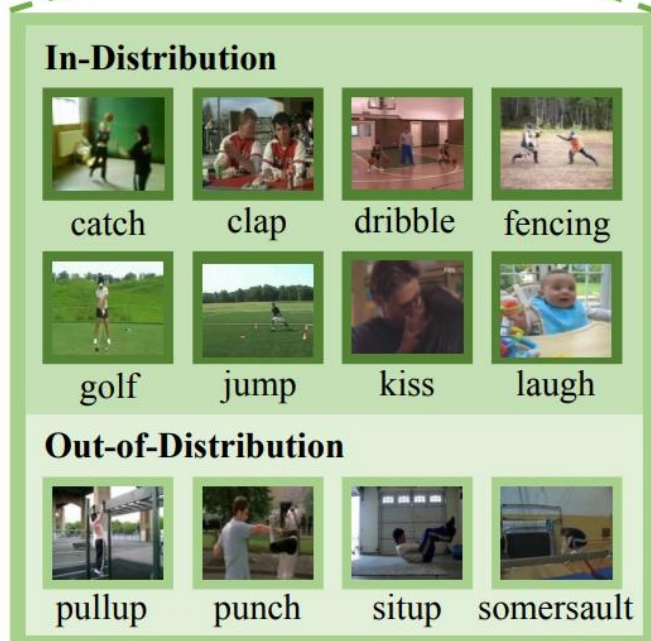 In-Distribution
catch clap dribble fencing
golf jump kiss laugh
Out-of-Distribution
pullup punch situp somersault